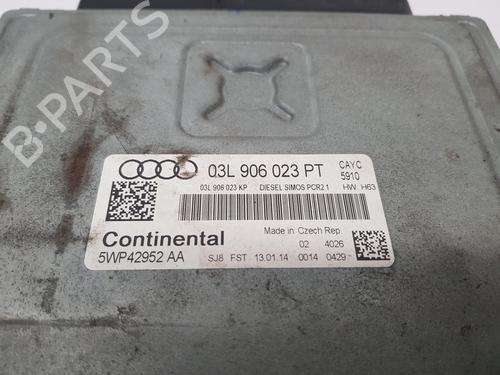 B-PARTS
03L 906 023 PT
CAYC
5910
03L 906 023 KP DIESEL SIMOS PCR2.1 HW H63
Continental
Made in Czech Rep.
02 4026
5WP42952 AA SJ8 FST 13.01.14 0014 0429